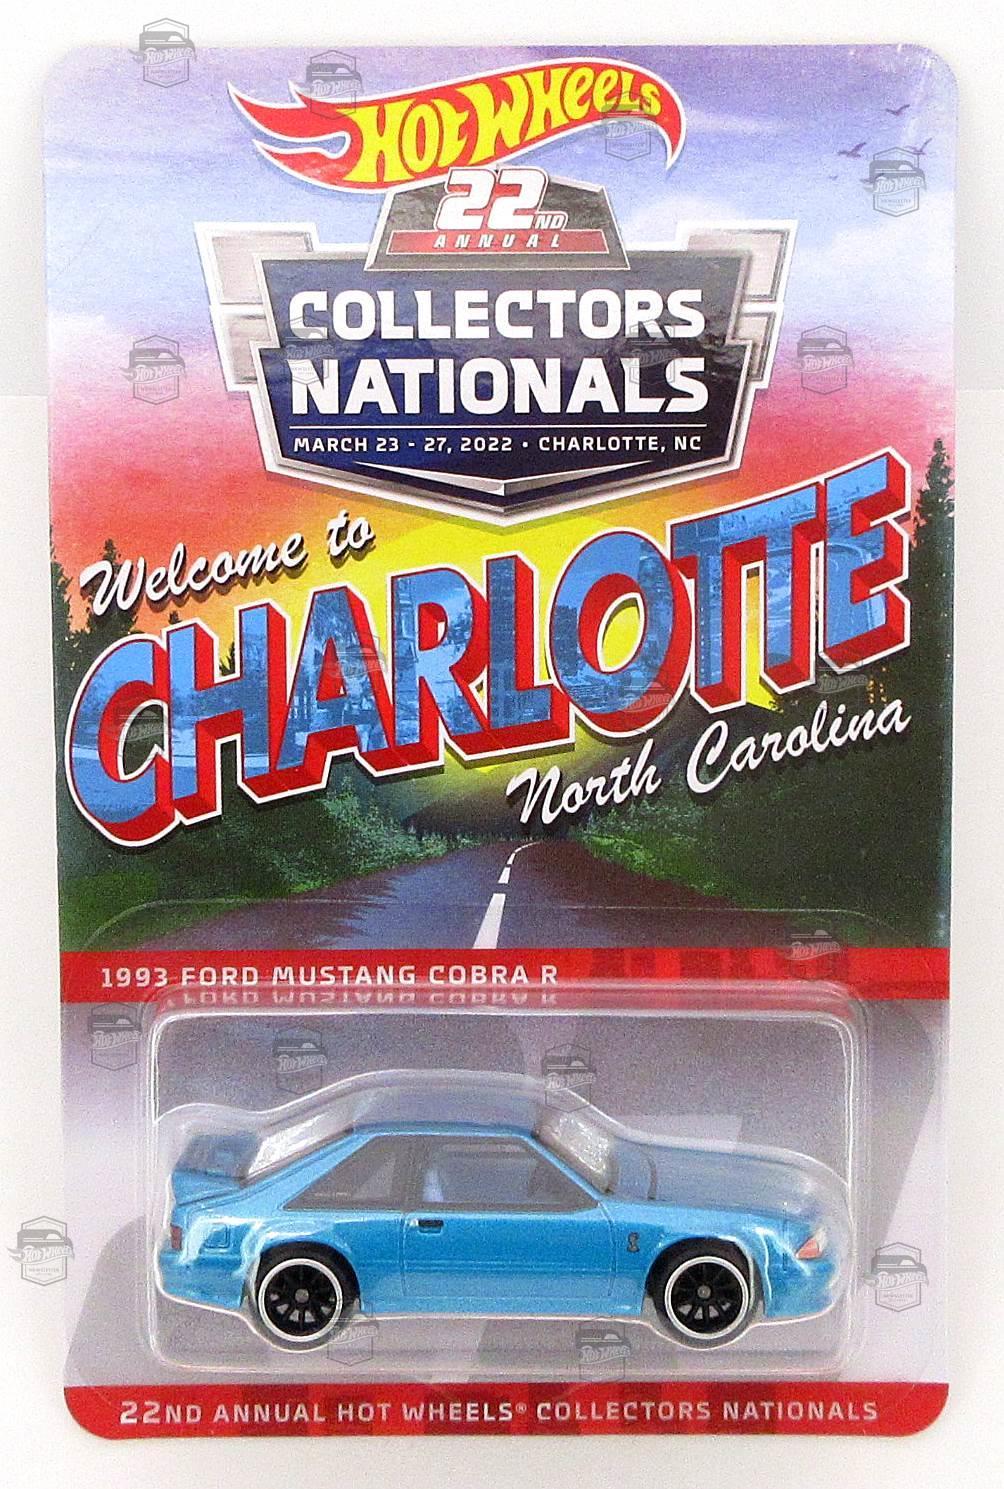 Hot Wheels
22ND
ANNUAL
COLLECTORS
NATIONALS
MARCH 23 - 27, 2022 • CHARLOTTE, NC
Welcome to
CHARLOTTE
North Carolina
1993 FORD MUSTANG COBRA R
22ND ANNUAL HOT WHEELS® COLLECTORS NATIONALS